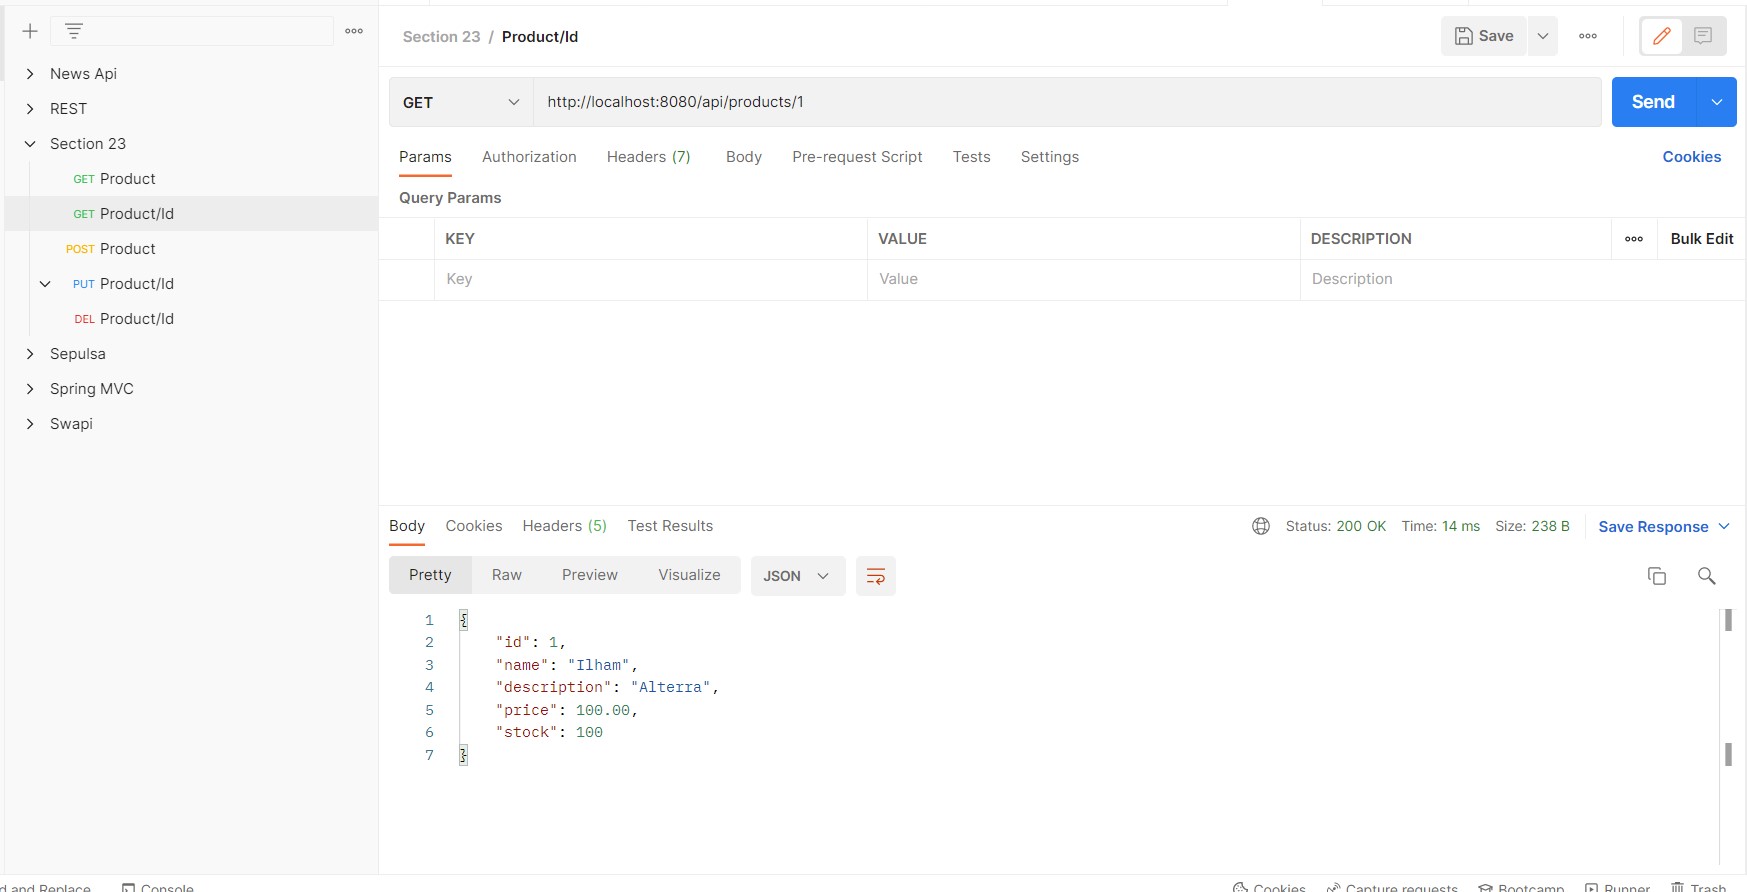 News Api
REST
Section 23
GET Product
GET Product/Id
POST Product
PUT Product/Id
DEL Product/Id
Sepulsa
Spring MVC
Swapi
Section 23 / Product/Id
Save
GET http://localhost:8080/api/products/1 Send
Params Authorization Headers (7) Body Pre-request Script Tests Settings Cookies
Query Params
KEY VALUE DESCRIPTION Bulk Edit
Key Value Description
Body Cookies Headers (5) Test Results Status: 200 OK Time: 14 ms Size: 238 B Save Response
Pretty Raw Preview Visualize JSON
1 {
2 "id": 1,
3 "name": "Ilham",
4 "description": "Alterra",
5 "price": 100.00,
6 "stock": 100
7 }
d and Replace Console Cookies Capture requests Bootcamp Runner Trash